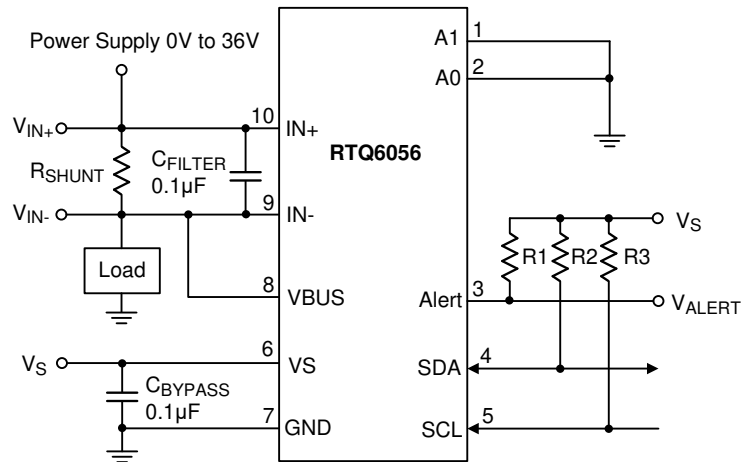 Power Supply 0V to 36V
VIN+
RSHUNT
VIN-
Load
CFILTER
0.1µF
10
IN+
9
IN-
8
VBUS
VS
6
VS
CBYPASS
0.1µF
7
GND
RTQ6056
A1
1
A0
2
R1
R2
R3
VS
Alert
3
VALERT
SDA
4
SCL
5